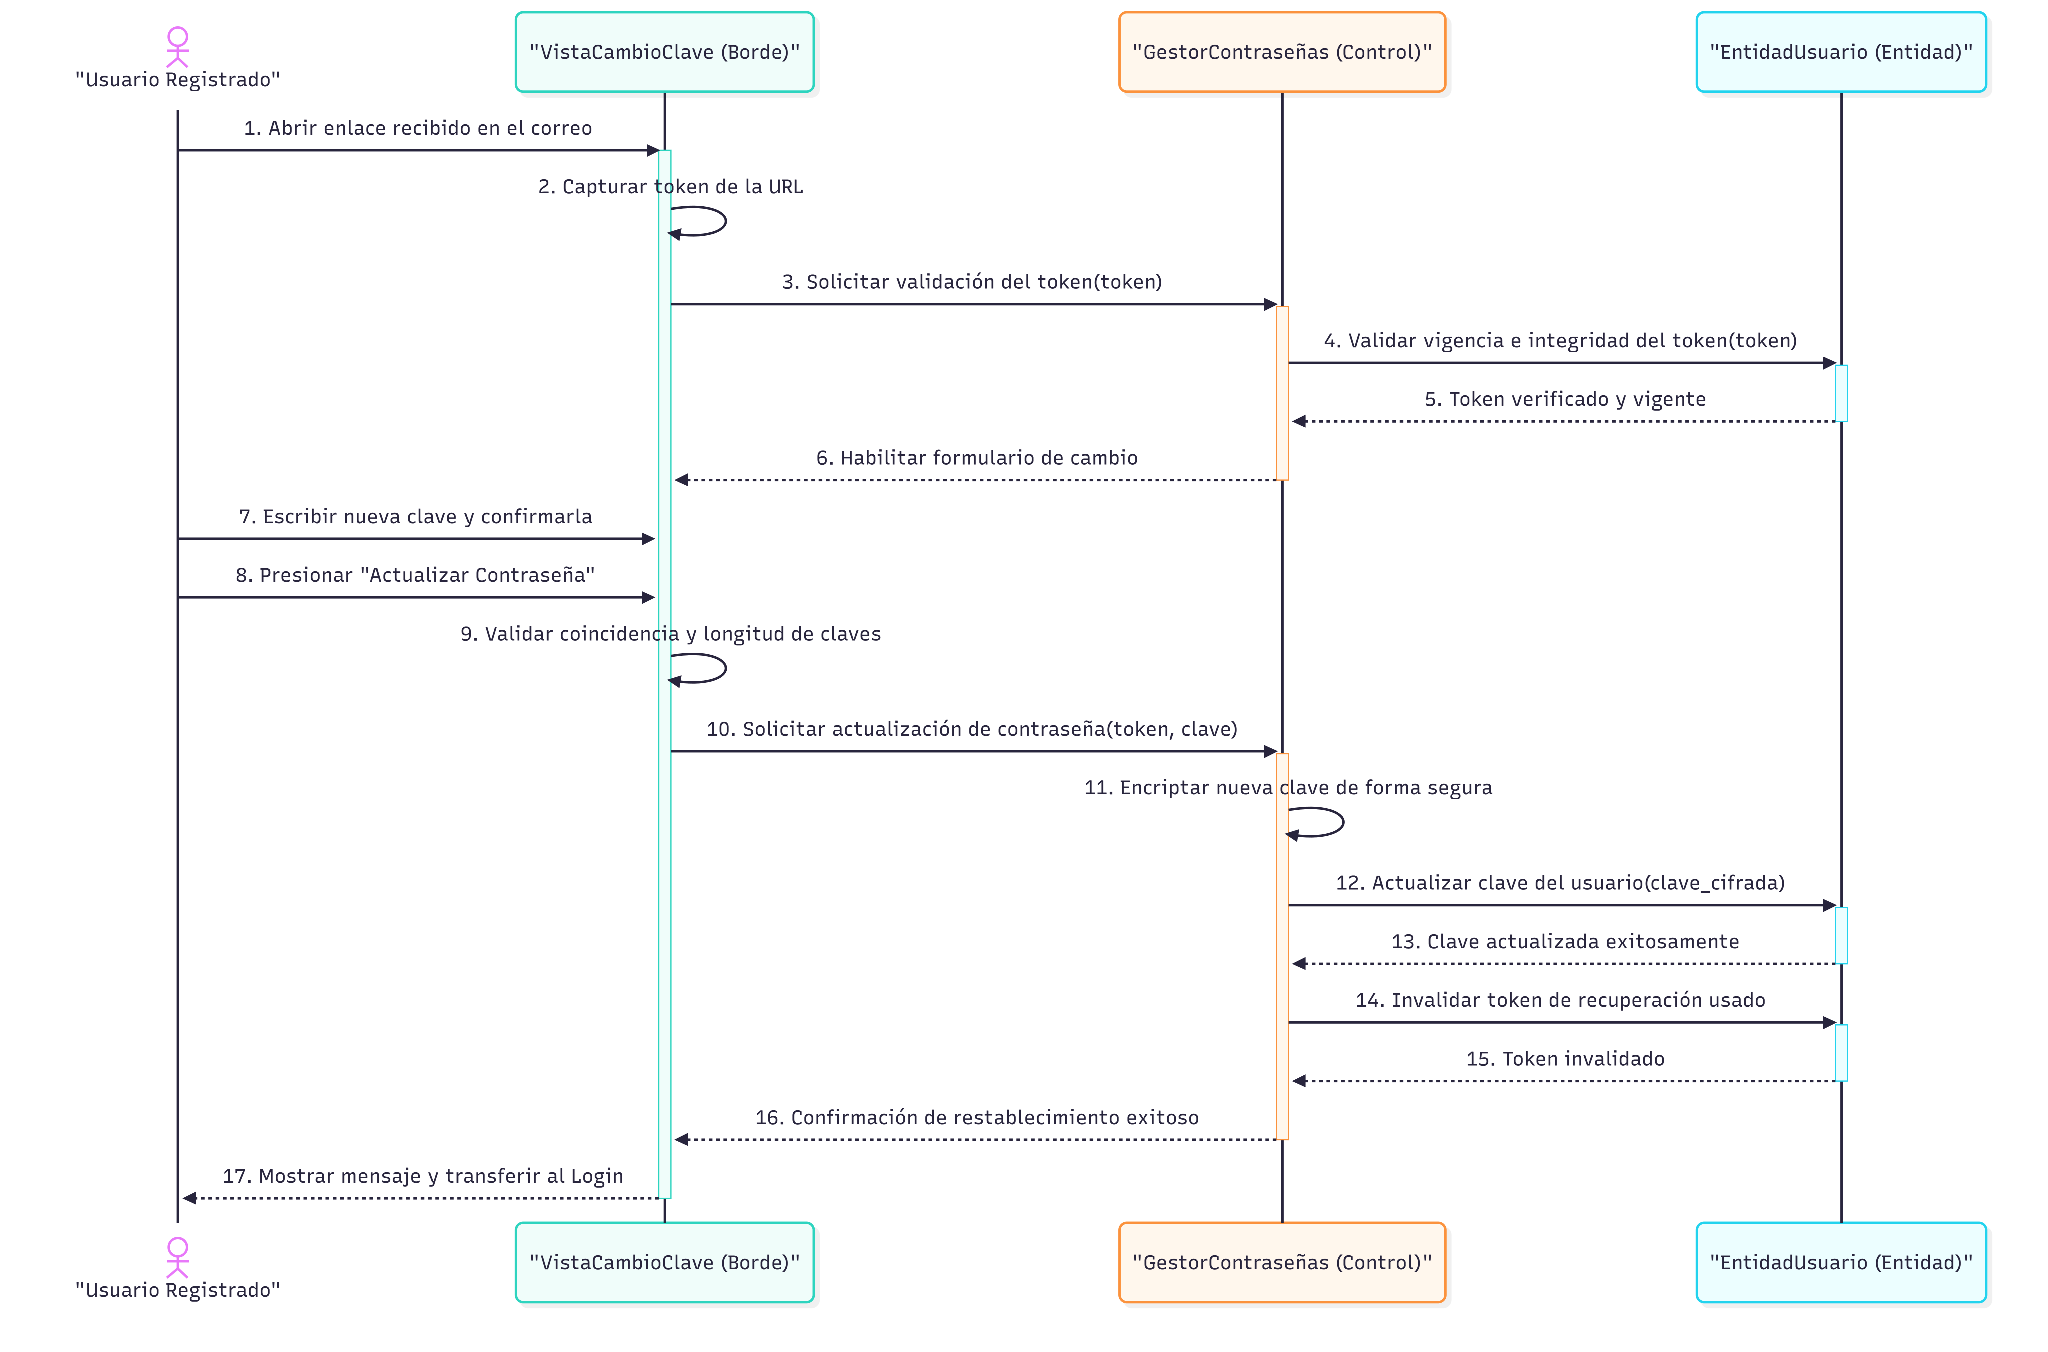 "Usuario Registrado"
"VistaCambioClave (Borde)"
"GestorContraseñas (Control)"
"EntidadUsuario (Entidad)"
1. Abrir enlace recibido en el correo
2. Capturar token de la URL
3. Solicitar validación del token(token)
4. Validar vigencia e integridad del token(token)
5. Token verificado y vigente
6. Habilitar formulario de cambio
7. Escribir nueva clave y confirmarla
8. Presionar "Actualizar Contraseña"
9. Validar coincidencia y longitud de claves
10. Solicitar actualización de contraseña(token, clave)
11. Encriptar nueva clave de forma segura
12. Actualizar clave del usuario(clave_cifrada)
13. Clave actualizada exitosamente
14. Invalidar token de recuperación usado
15. Token invalidado
16. Confirmación de restablecimiento exitoso
17. Mostrar mensaje y transferir al Login
"Usuario Registrado"
"VistaCambioClave (Borde)"
"GestorContraseñas (Control)"
"EntidadUsuario (Entidad)"